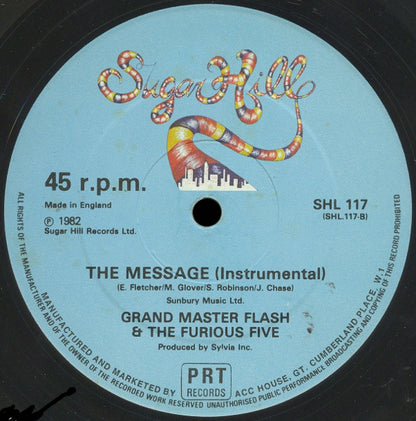 Sugar Hill
45 r.p.m.
Made in England
Ⓟ 1982
Sugar Hill Records Ltd.
SHL 117
(SHL.117-B)
THE MESSAGE (Instrumental)
(E. Fletcher/M. Glover/S. Robinson/J. Chase)
Sunbury Music Ltd.
GRAND MASTER FLASH
& THE FURIOUS FIVE
Produced by Sylvia Inc.
PRT
RECORDS
MANUFACTURED AND MARKETED BY
ACC HOUSE, GT. CUMBERLAND PLACE, W.1
ALL RIGHTS OF THE MANUFACTURER AND OF THE OWNER OF THE RECORDED WORK RESERVED UNAUTHORISED PUBLIC PERFORMANCE BROADCASTING AND COPYING OF THIS RECORD PROHIBITED